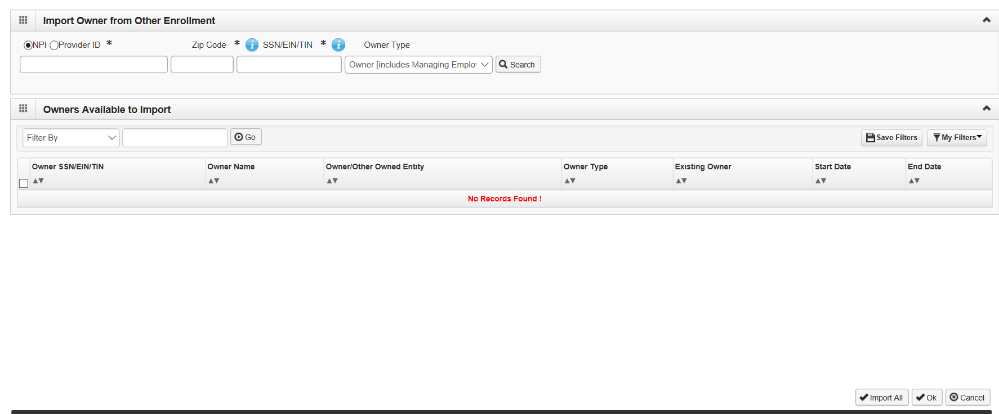 Import Owner from Other Enrollment
NPI Provider ID * Zip Code * SSN/EIN/TIN * Owner Type
Owner [includes Managing Employ Search
Owners Available to Import
Filter By Go Save Filters My Filters
Owner SSN/EIN/TIN Owner Name Owner/Other Owned Entity Owner Type Existing Owner Start Date End Date
No Records Found !
Import All Ok Cancel